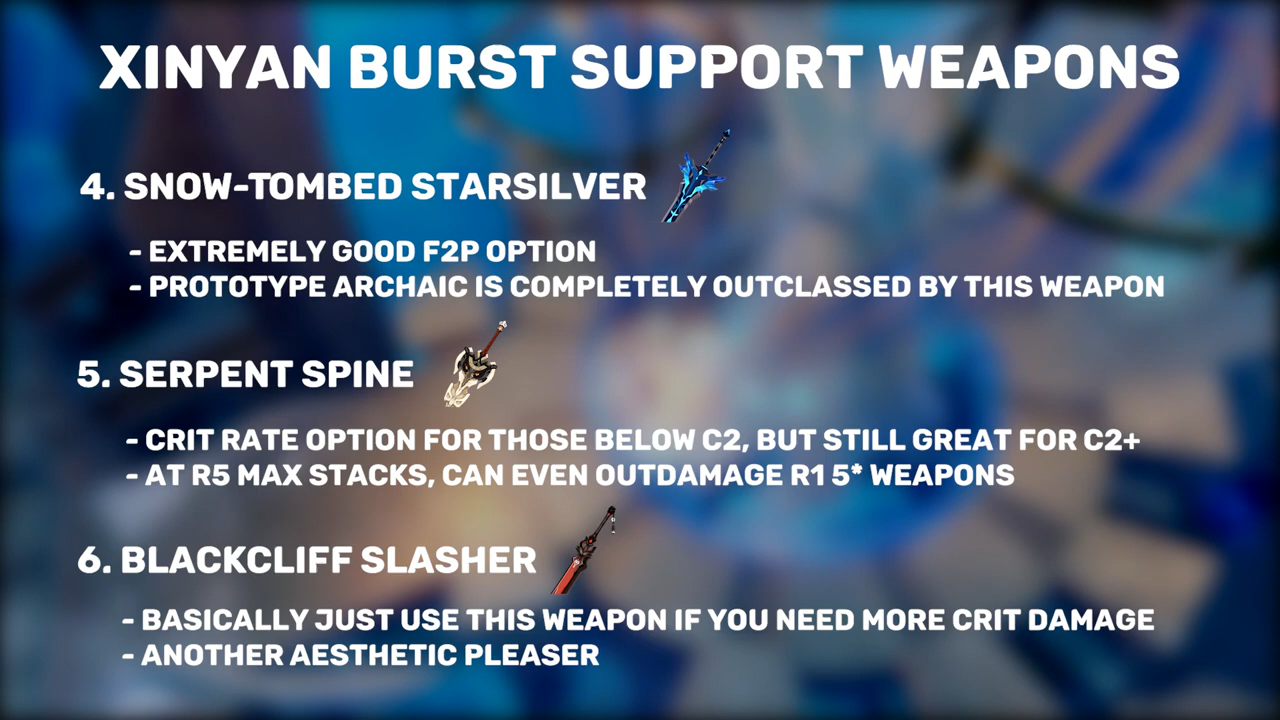 XINYAN BURST SUPPORT WEAPONS
4. SNOW-TOMBED STARSILVER
- EXTREMELY GOOD F2P OPTION
- PROTOTYPE ARCHAIC IS COMPLETELY OUTCLASSED BY THIS WEAPON
5. SERPENT SPINE
- CRIT RATE OPTION FOR THOSE BELOW C2, BUT STILL GREAT FOR C2+
- AT R5 MAX STACKS, CAN EVEN OUTDAMAGE R1 5* WEAPONS
6. BLACKCLIFF SLASHER
- BASICALLY JUST USE THIS WEAPON IF YOU NEED MORE CRIT DAMAGE
- ANOTHER AESTHETIC PLEASER